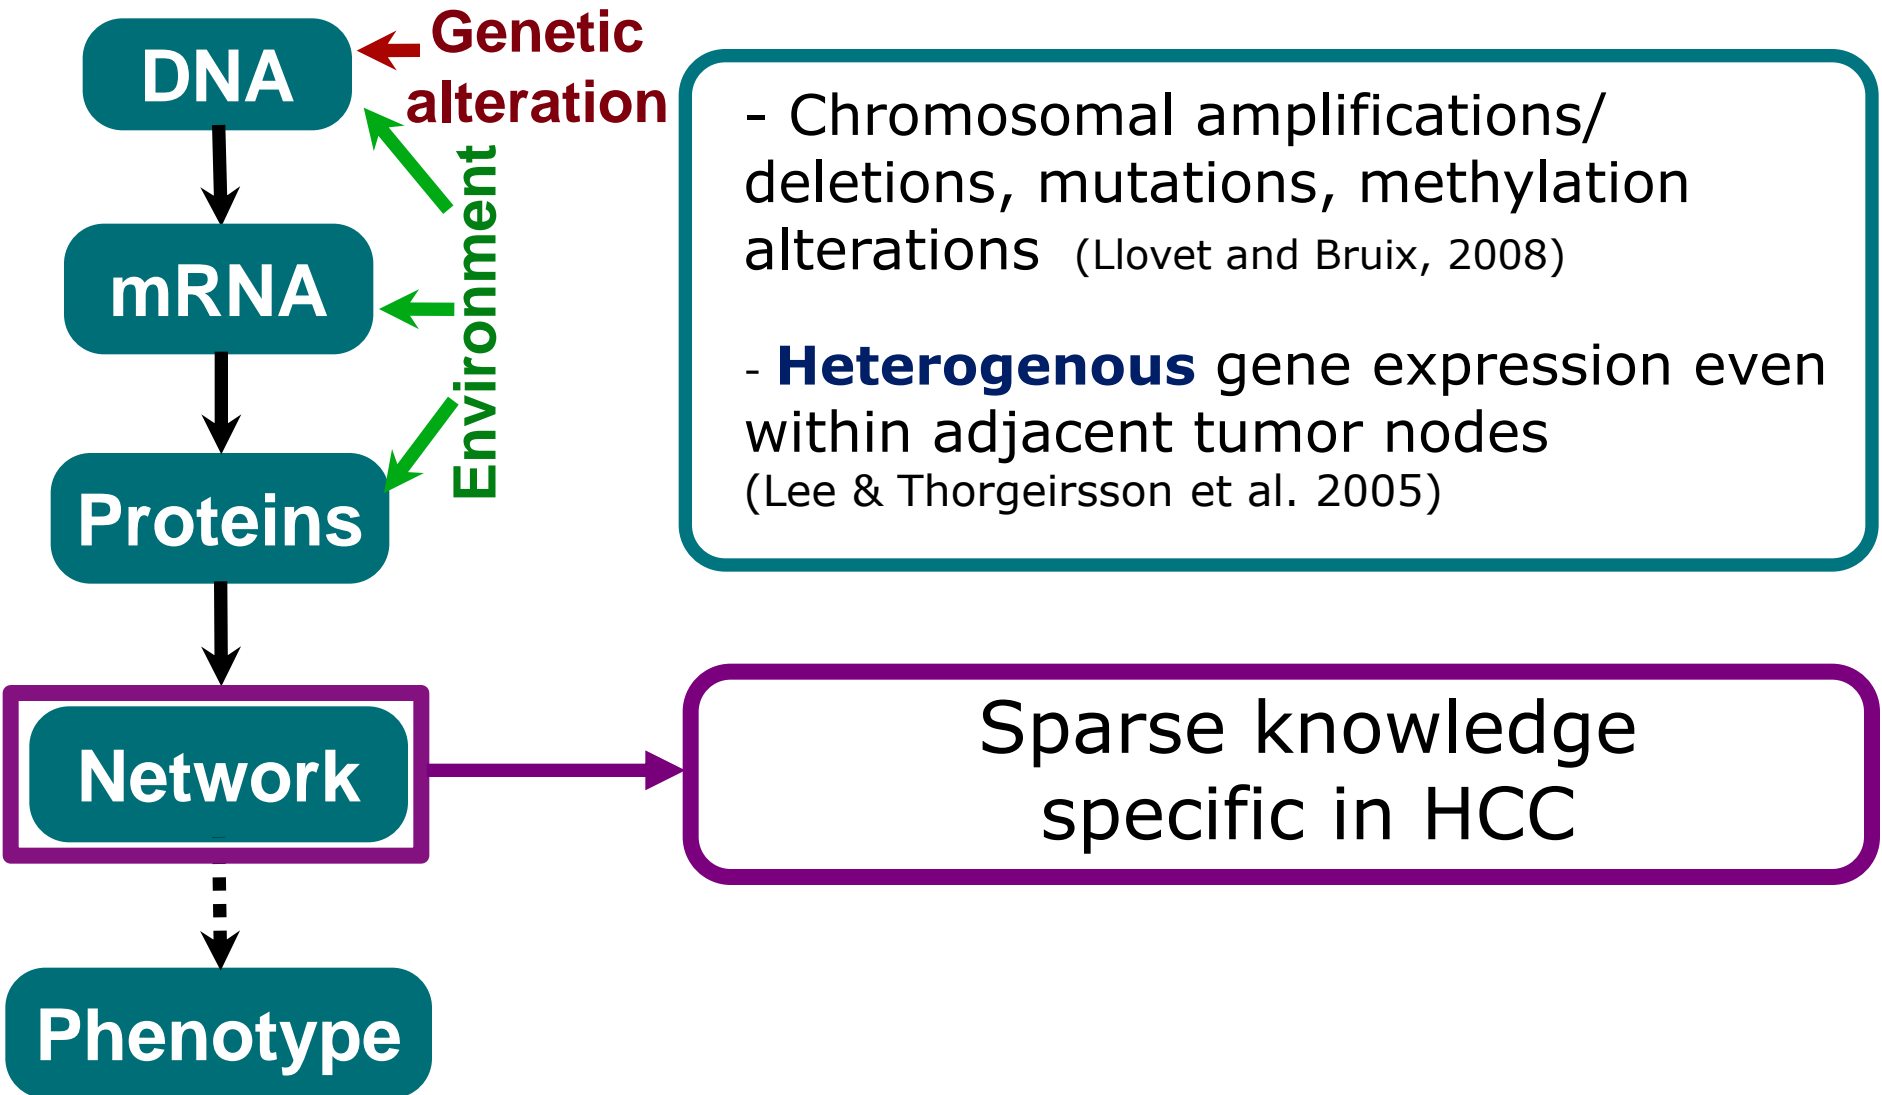 DNA
Genetic
alteration
mRNA
Environment
Proteins
Network
Phenotype
- Chromosomal amplifications/
deletions, mutations, methylation
alterations (Llovet and Bruix, 2008)
- Heterogenous gene expression even
within adjacent tumor nodes
(Lee & Thorgeirsson et al. 2005)
Sparse knowledge
specific in HCC